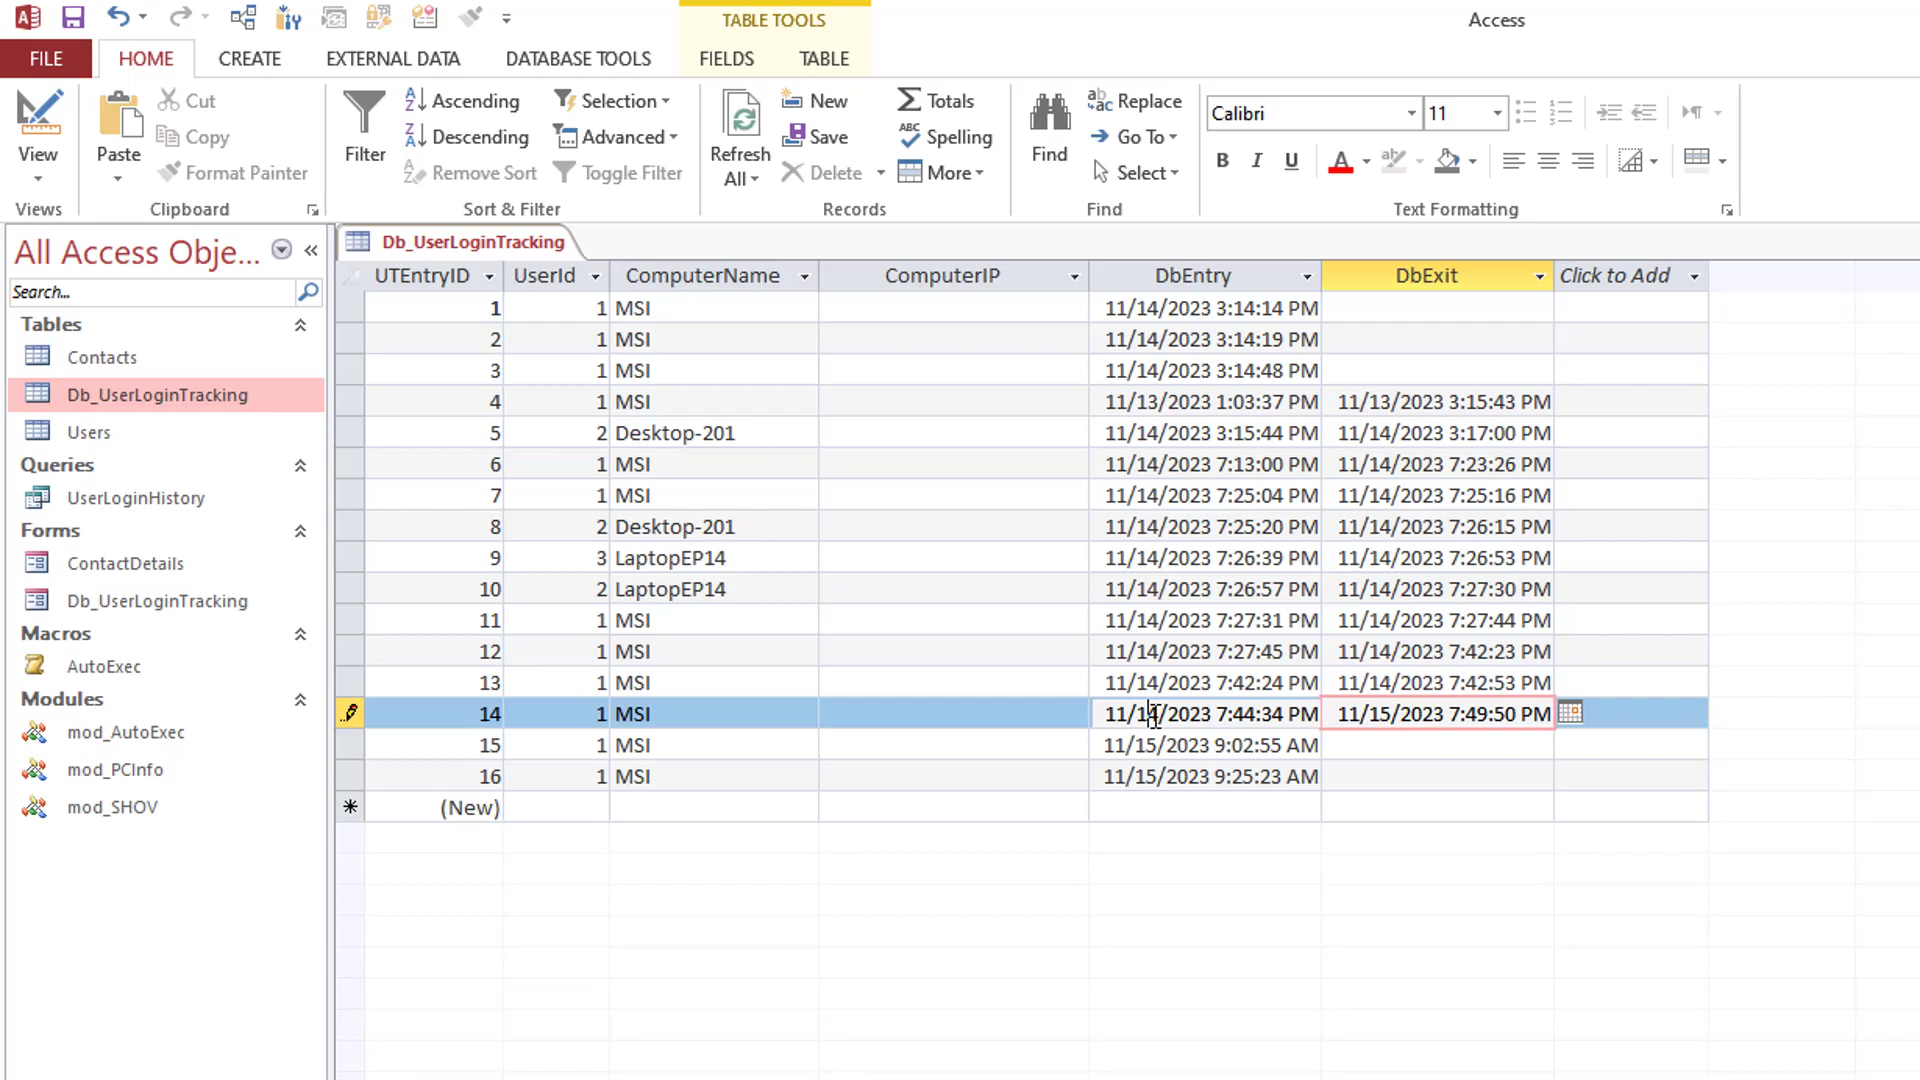 TABLE TOOLS
Access
FILE HOME CREATE EXTERNAL DATA DATABASE TOOLS FIELDS TABLE
View
Views
Paste
Cut
Copy
Format Painter
Clipboard
Filter
Ascending
Descending
Remove Sort
Selection
Advanced
Toggle Filter
Sort & Filter
Refresh All
New
Save
Delete
Totals
Spelling
More
Records
Find
Replace
Go To
Select
Find
Calibri 11
B I U A
Text Formatting
All Access Obje...
Search...
Tables
Contacts
Db_UserLoginTracking
Users
Queries
UserLoginHistory
Forms
ContactDetails
Db_UserLoginTracking
Macros
AutoExec
Modules
mod_AutoExec
mod_PCInfo
mod_SHOV
Db_UserLoginTracking
UTEntryID UserId ComputerName ComputerIP DbEntry DbExit Click to Add
1 1 MSI 11/14/2023 3:14:14 PM
2 1 MSI 11/14/2023 3:14:19 PM
3 1 MSI 11/14/2023 3:14:48 PM
4 1 MSI 11/13/2023 1:03:37 PM 11/13/2023 3:15:43 PM
5 2 Desktop-201 11/14/2023 3:15:44 PM 11/14/2023 3:17:00 PM
6 1 MSI 11/14/2023 7:13:00 PM 11/14/2023 7:23:26 PM
7 1 MSI 11/14/2023 7:25:04 PM 11/14/2023 7:25:16 PM
8 2 Desktop-201 11/14/2023 7:25:20 PM 11/14/2023 7:26:15 PM
9 3 LaptopEP14 11/14/2023 7:26:39 PM 11/14/2023 7:26:53 PM
10 2 LaptopEP14 11/14/2023 7:26:57 PM 11/14/2023 7:27:30 PM
11 1 MSI 11/14/2023 7:27:31 PM 11/14/2023 7:27:44 PM
12 1 MSI 11/14/2023 7:27:45 PM 11/14/2023 7:42:23 PM
13 1 MSI 11/14/2023 7:42:24 PM 11/14/2023 7:42:53 PM
14 1 MSI 11/14/2023 7:44:34 PM 11/15/2023 7:49:50 PM
15 1 MSI 11/15/2023 9:02:55 AM
16 1 MSI 11/15/2023 9:25:23 AM
(New)